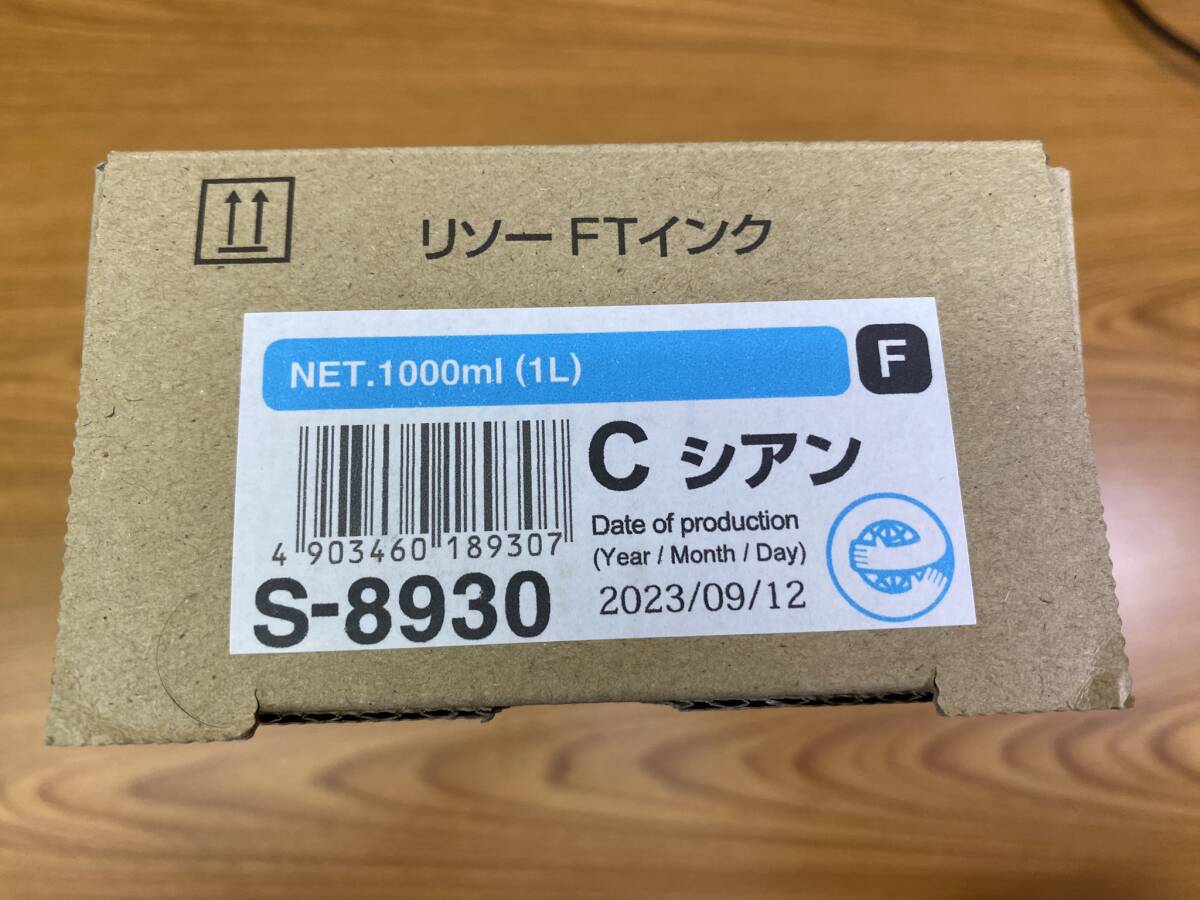 リソー FTインク
NET.1000ml (1L)
F
C シアン
4 903460 189307
Date of production
(Year / Month / Day)
2023/09/12
S-8930